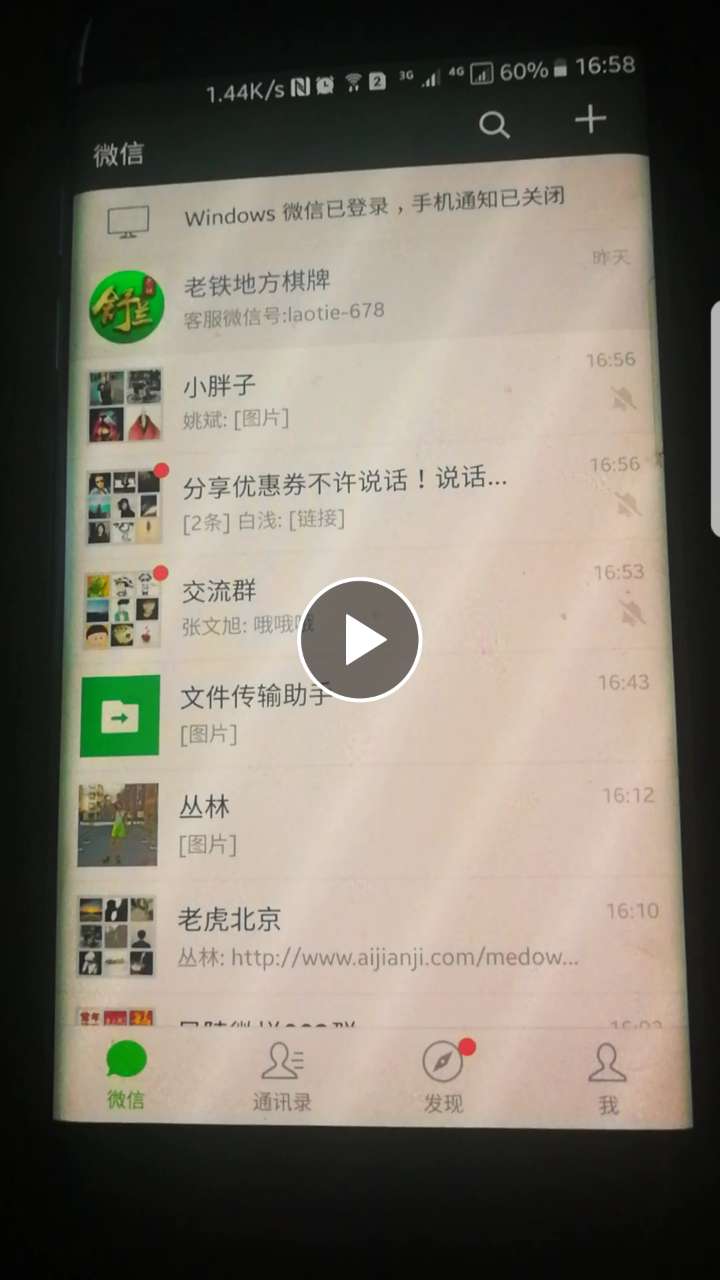 1.44K/s 2 3G 4G 60% 16:58
微信
Windows 微信已登录，手机通知已关闭
老铁地方棋牌 昨天
舒兰
客服微信号:laotie-678
小胖子 16:56
姚斌: [图片]
分享优惠券不许说话！说话... 16:56
[2条] 白浅: [链接]
交流群 16:53
张文旭: 哦哦哦
文件传输助手 16:43
[图片]
丛林 16:12
[图片]
老虎北京 16:10
丛林: http://www.aijianji.com/medow...
微信 通讯录 发现 我